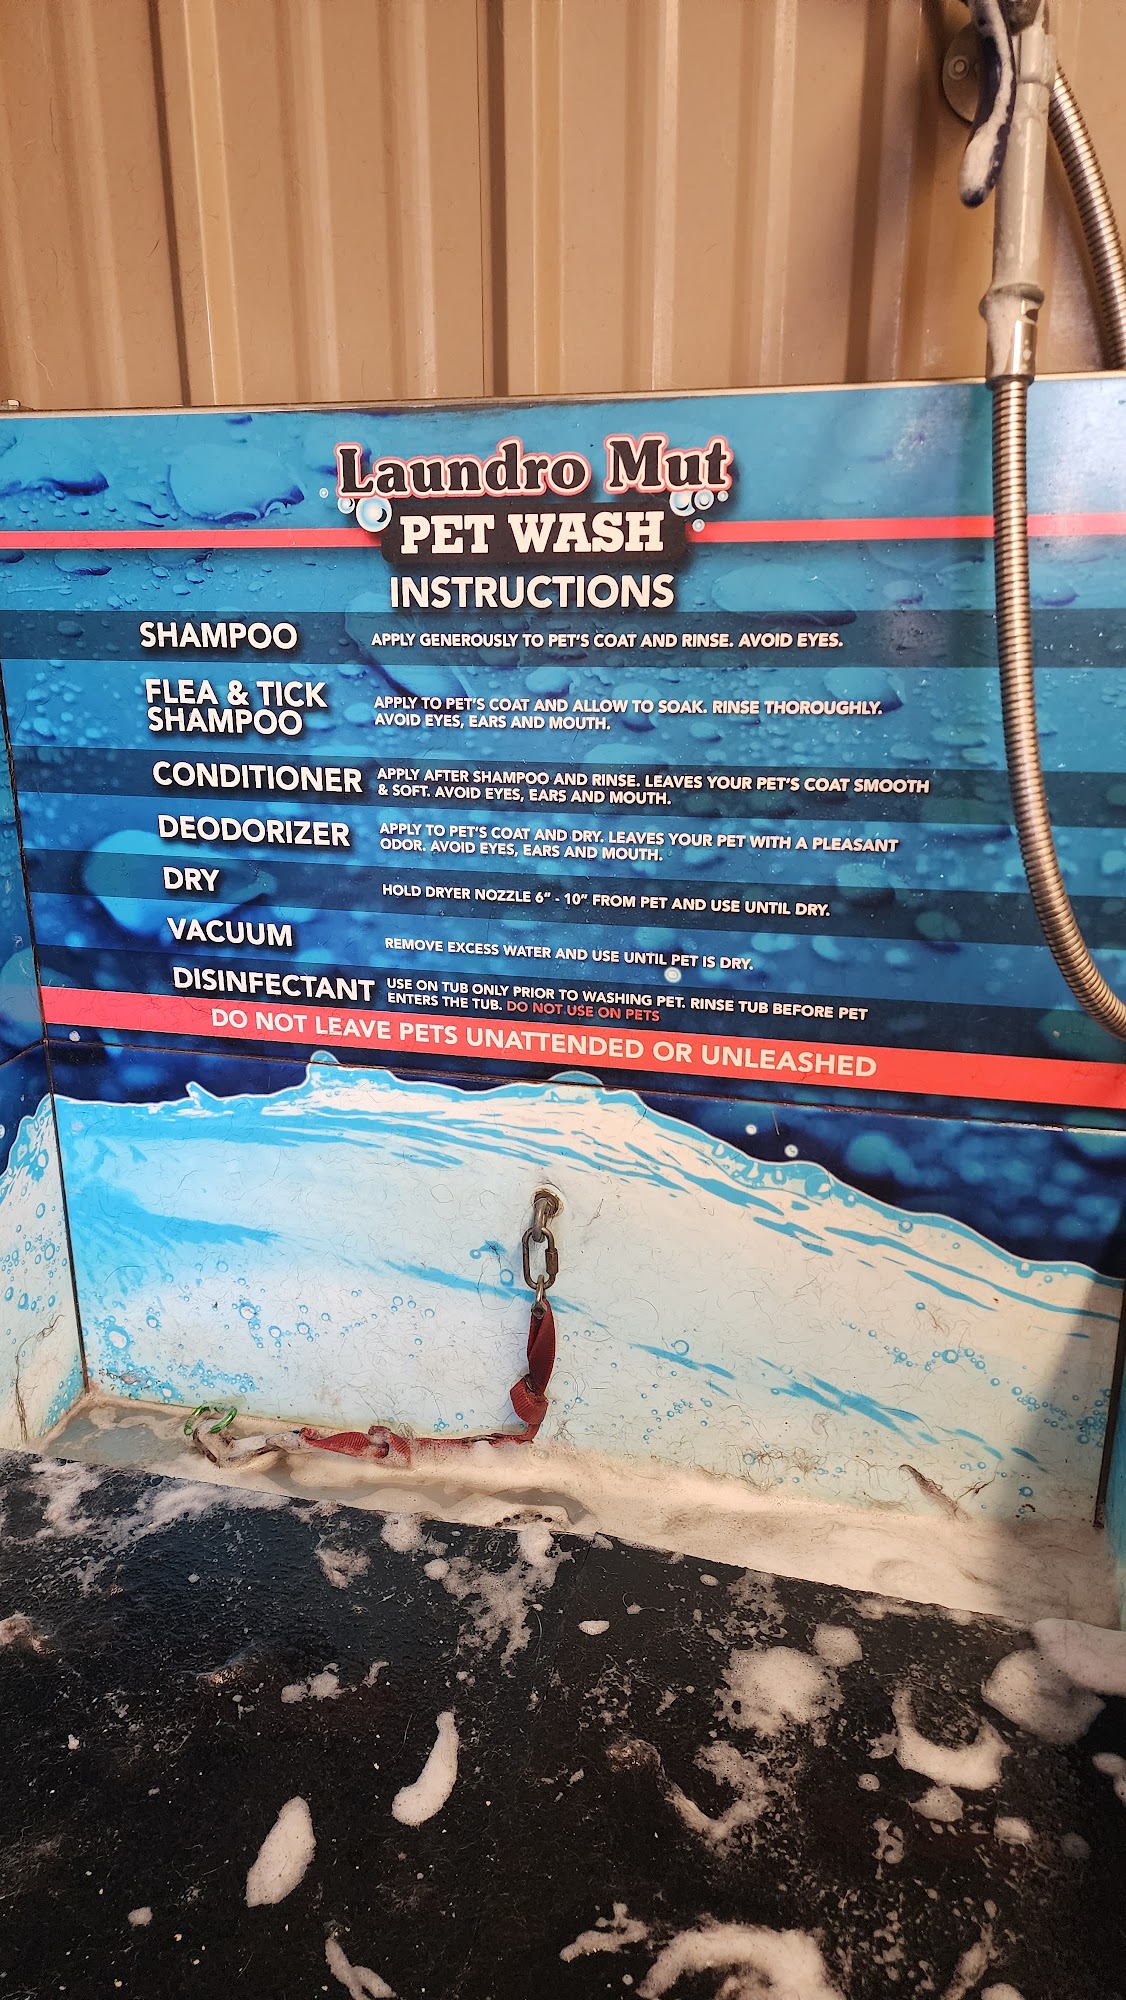 Laundro Mut
PET WASH
INSTRUCTIONS
SHAMPOO
APPLY GENEROUSLY TO PET'S COAT AND RINSE. AVOID EYES.
FLEA & TICK
SHAMPOO
APPLY TO PET'S COAT AND ALLOW TO SOAK. RINSE THOROUGHLY.
AVOID EYES, EARS AND MOUTH.
CONDITIONER
APPLY AFTER SHAMPOO AND RINSE. LEAVES YOUR PET'S COAT SMOOTH
& SOFT. AVOID EYES, EARS AND MOUTH.
DEODORIZER
APPLY TO PET'S COAT AND DRY. LEAVES YOUR PET WITH A PLEASANT
ODOR. AVOID EYES, EARS AND MOUTH.
DRY
HOLD DRYER NOZZLE 6" - 10" FROM PET AND USE UNTIL DRY.
VACUUM
REMOVE EXCESS WATER AND USE UNTIL PET IS DRY.
DISINFECTANT
USE ON TUB ONLY PRIOR TO WASHING PET. RINSE TUB BEFORE PET
ENTERS THE TUB. DO NOT USE ON PETS
DO NOT LEAVE PETS UNATTENDED OR UNLEASHED